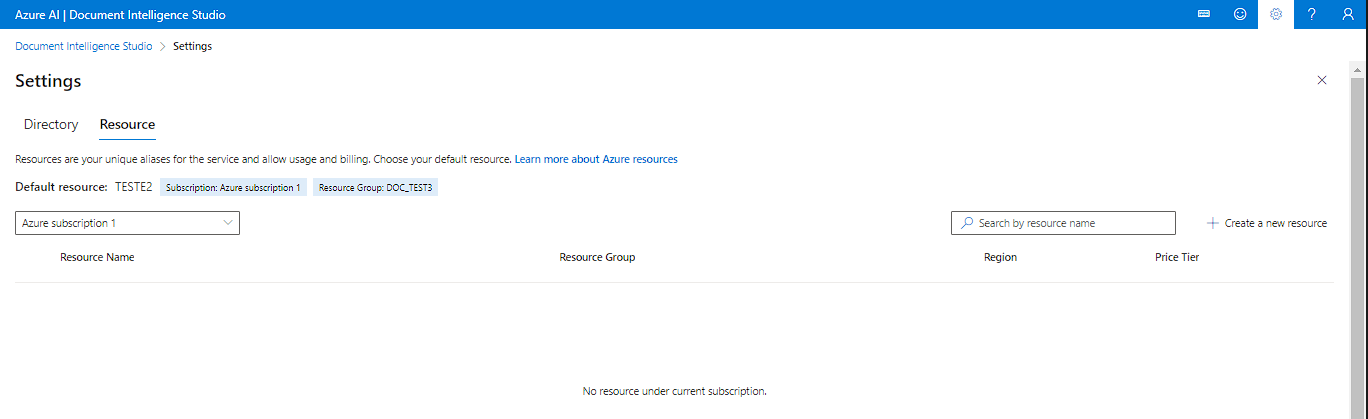 Azure AI | Document Intelligence Studio
Document Intelligence Studio > Settings
Settings
Directory Resource
Resources are your unique aliases for the service and allow usage and billing. Choose your default resource. Learn more about Azure resources
Default resource: TESTE2 Subscription: Azure subscription 1 Resource Group: DOC_TEST3
Azure subscription 1 Search by resource name + Create a new resource
Resource Name Resource Group Region Price Tier
No resource under current subscription.